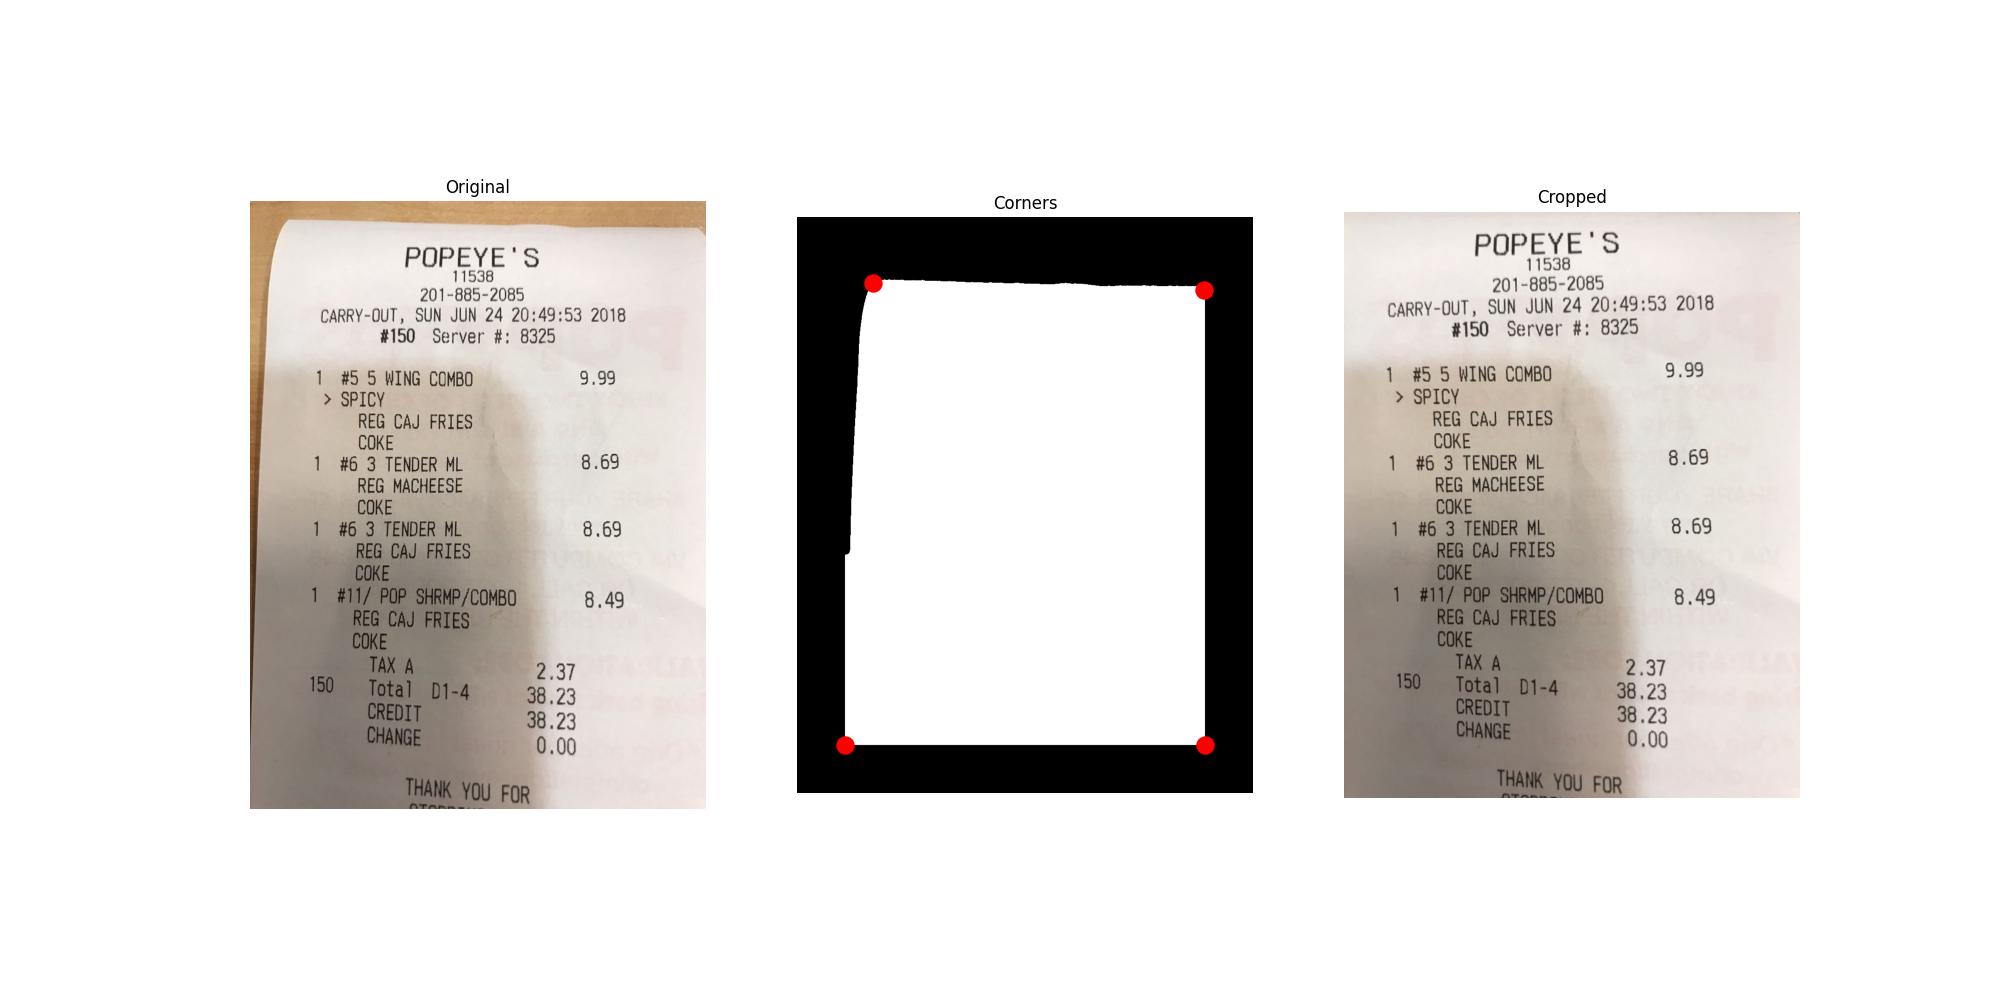 Original
POPEYE'S
11538
201-885-2085
CARRY-OUT, SUN JUN 24 20:49:53 2018
#150 Server #: 8325
1 #5 5 WING COMBO 9.99
> SPICY
REG CAJ FRIES
COKE
1 #6 3 TENDER ML 8.69
REG MACHEESE
COKE
1 #6 3 TENDER ML 8.69
REG CAJ FRIES
COKE
1 #11/ POP SHRMP/COMBO 8.49
REG CAJ FRIES
COKE
TAX A 2.37
150 Total D1-4 38.23
CREDIT 38.23
CHANGE 0.00
THANK YOU FOR
Corners
Cropped
POPEYE'S
11538
201-885-2085
CARRY-OUT, SUN JUN 24 20:49:53 2018
#150 Server #: 8325
1 #5 5 WING COMBO 9.99
> SPICY
REG CAJ FRIES
COKE
1 #6 3 TENDER ML 8.69
REG MACHEESE
COKE
1 #6 3 TENDER ML 8.69
REG CAJ FRIES
COKE
1 #11/ POP SHRMP/COMBO 8.49
REG CAJ FRIES
COKE
TAX A 2.37
150 Total D1-4 38.23
CREDIT 38.23
CHANGE 0.00
THANK YOU FOR